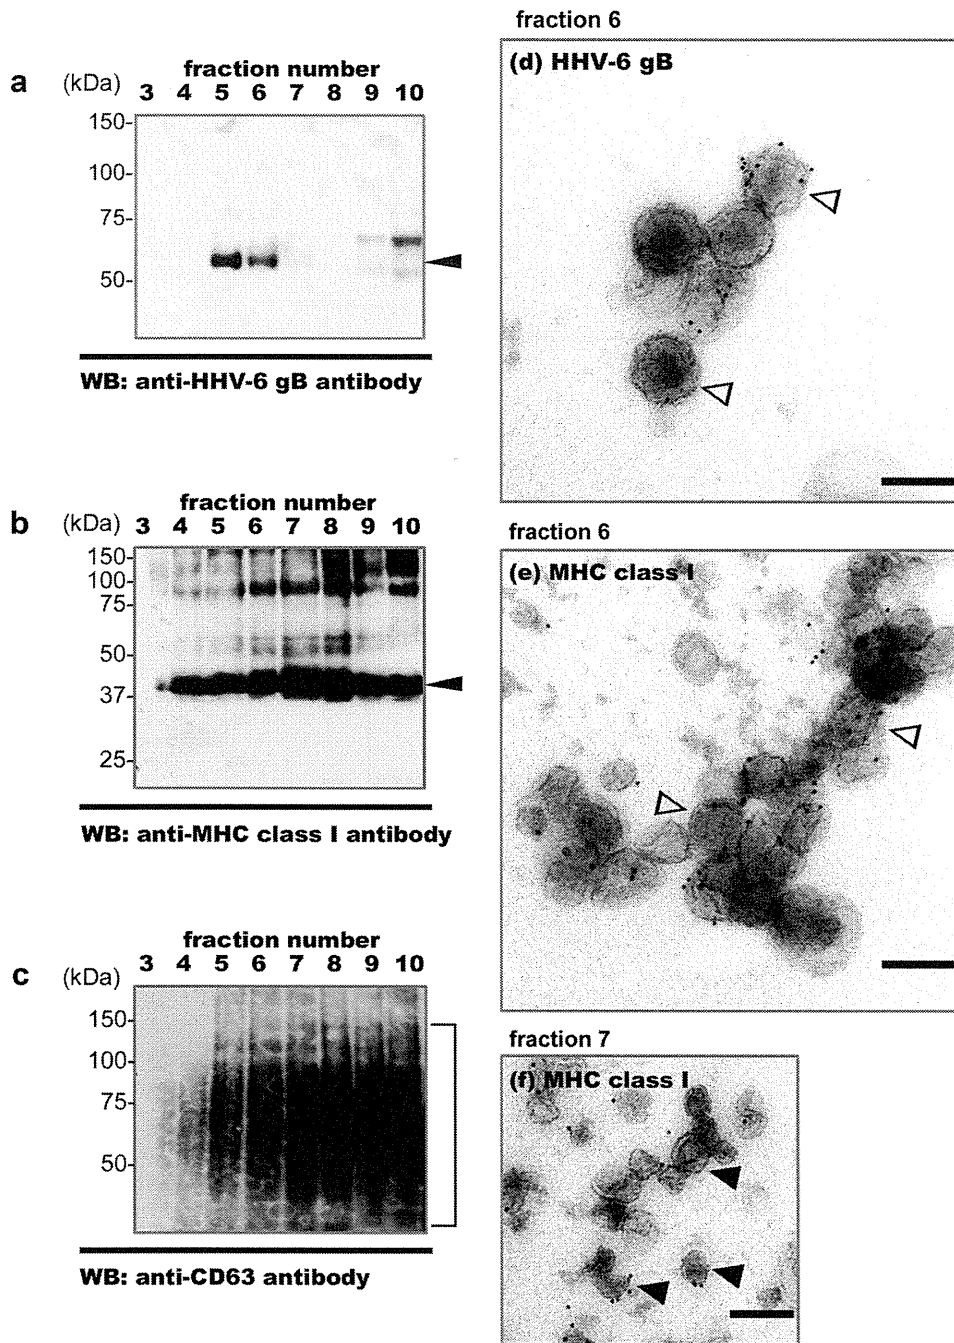 a
(kDa)
fraction number
3 4 5 6 7 8 9 10
150-
100-
75-
50-
WB: anti-HHV-6 gB antibody
b
(kDa)
fraction number
3 4 5 6 7 8 9 10
150-
100-
75-
50-
37-
25-
WB: anti-MHC class I antibody
c
(kDa)
fraction number
3 4 5 6 7 8 9 10
150-
100-
75-
50-
WB: anti-CD63 antibody
fraction 6
(d) HHV-6 gB
fraction 6
(e) MHC class I
fraction 7
(f) MHC class I